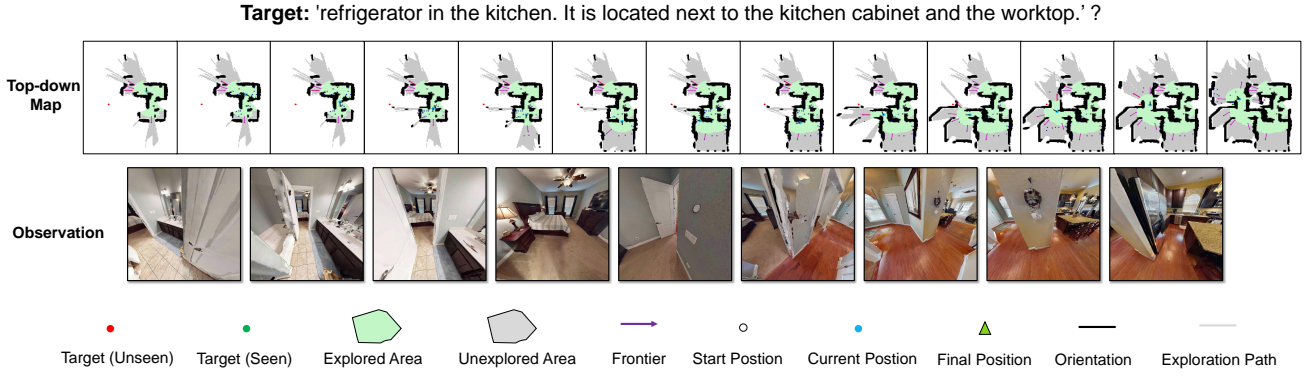 Target: 'refrigerator in the kitchen. It is located next to the kitchen cabinet and the worktop.' ?
Top-down
Map
Observation
Target (Unseen)
Target (Seen)
Explored Area
Unexplored Area
Frontier
Start Postion
Current Postion
Final Position
Orientation
Exploration Path